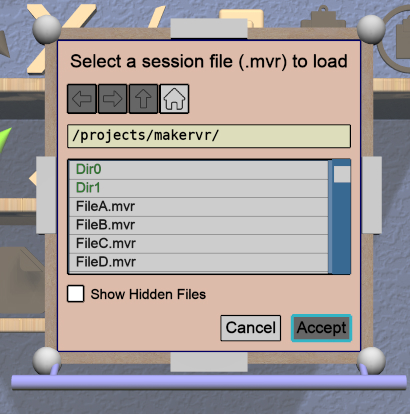 Select a session file (.mvr) to load
/projects/makervr/
Dir0
Dir1
FileA.mvr
FileB.mvr
FileC.mvr
FileD.mvr
Show Hidden Files
Cancel Accept